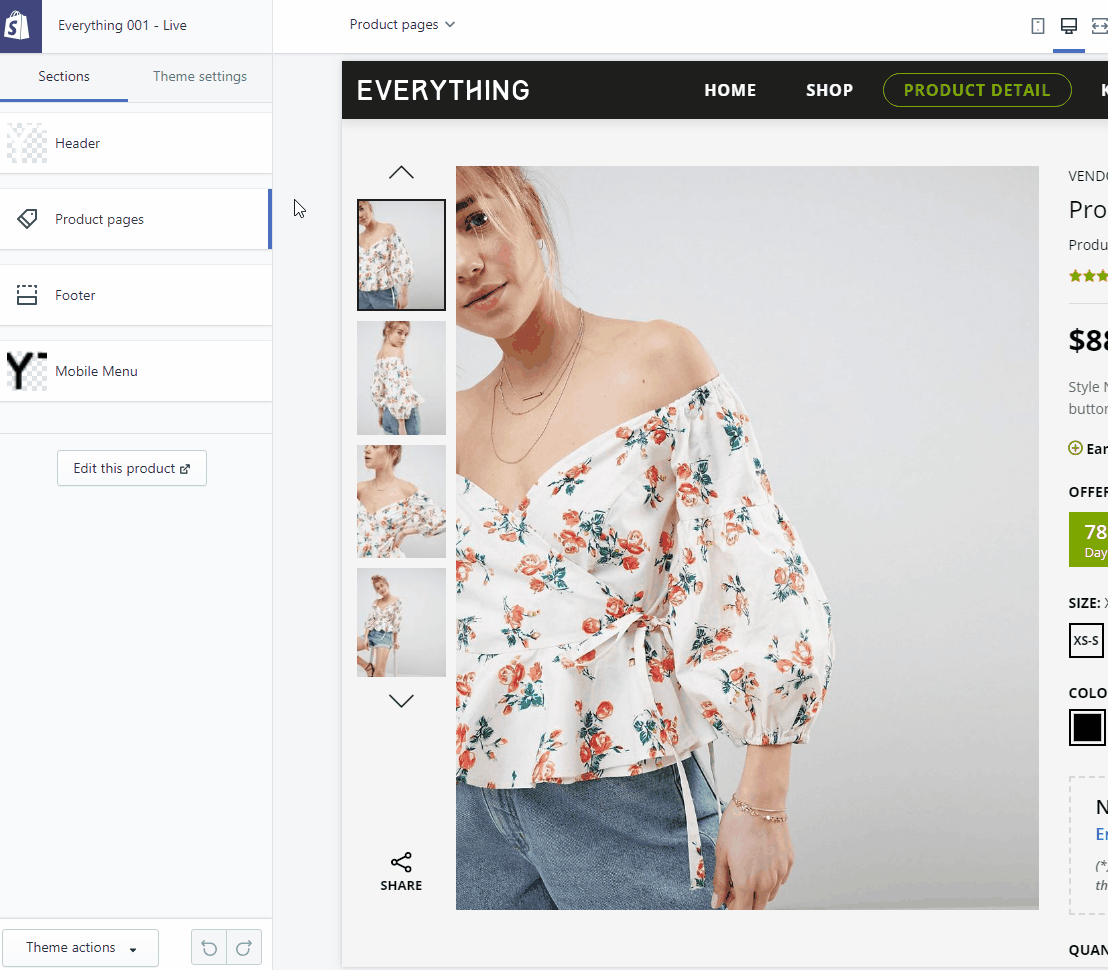 Everything 001 - Live
Product pages
Sections
Theme settings
Header
Product pages
Footer
Mobile Menu
Edit this product
Theme actions
EVERYTHING
HOME
SHOP
PRODUCT DETAIL
K
SHARE
VENDO
Pro
Produ
$88
Style N
button
Ear
OFFER
78
Day
SIZE: X
XS-S
COLO
N
En
(*)
th
QUAN